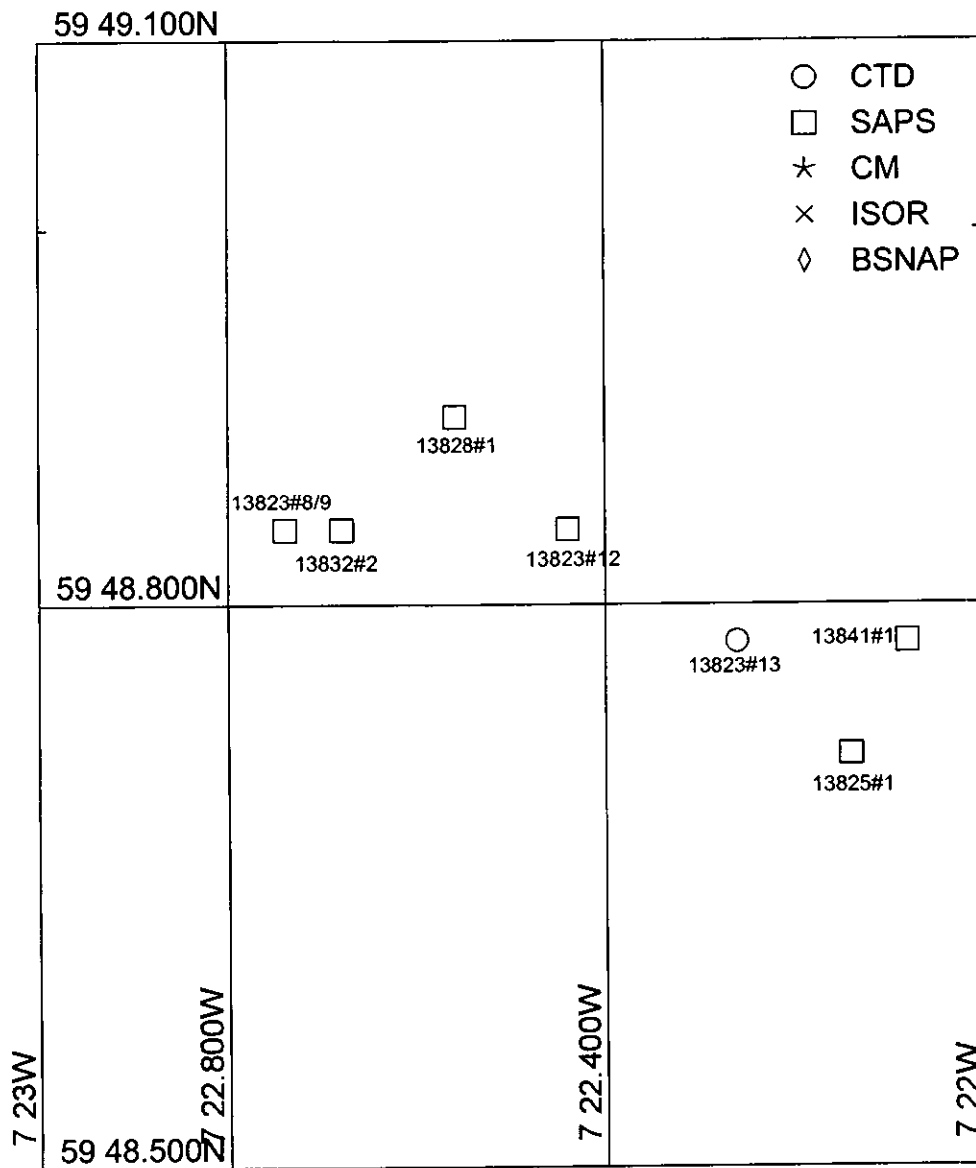 59 49.100N
CTD
SAPS
CM
ISOR
BSNAP
13828#1
13823#8/9
13832#2
13823#12
59 48.800N
13841#1
13823#13
13825#1
7 23W
7 22.800W
7 22.400W
7 22W
59 48.500N